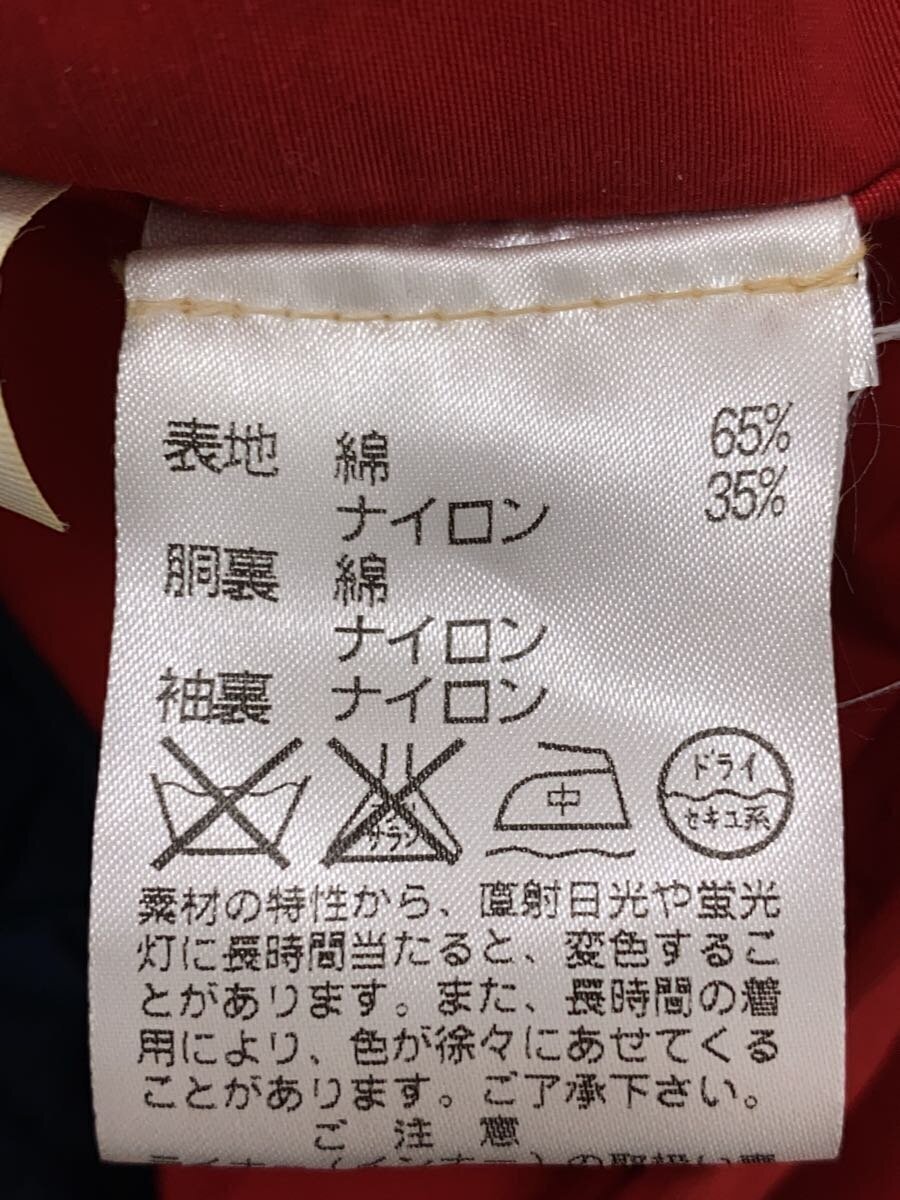 表地 綿 65%
ナイロン 35%
胴裏 綿
ナイロン
袖裏 ナイロン
中 ドライ
セキユ系
素材の特性から、直射日光や蛍光
灯に長時間当たると、変色するこ
とがあります。また、長時間の着
用により、色が徐々にあせてくる
ことがあります。ご了承下さい。
ご注意